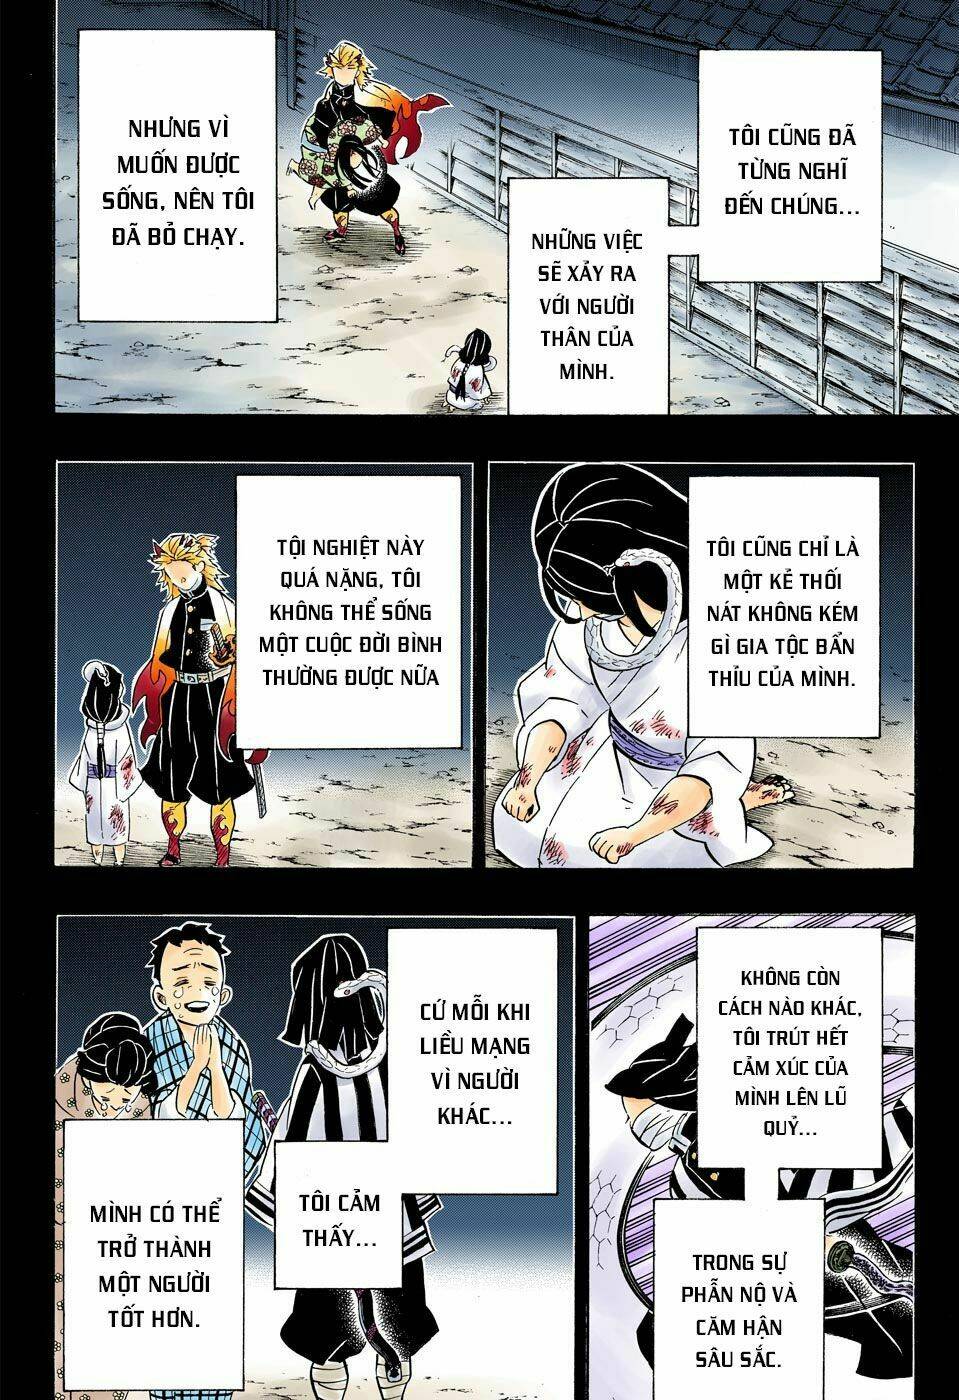 TÔI CŨNG ĐÃ
TỪNG NGHĨ
ĐẾN CHÚNG...
NHỮNG VIỆC
SẼ XẢY RA
VỚI NGƯỜI
THÂN CỦA
MÌNH.
NHƯNG VÌ
MUỐN ĐƯỢC
SỐNG, NÊN TÔI
ĐÃ BỎ CHẠY.
TÔI CŨNG CHỈ LÀ
MỘT KẺ THỐI
NÁT KHÔNG KÉM
GÌ GIA TỘC BẨN
THỈU CỦA MÌNH.
TỘI NGHIỆT NÀY
QUÁ NẶNG, TÔI
KHÔNG THỂ SỐNG
MỘT CUỘC ĐỜI BÌNH
THƯỜNG ĐƯỢC NỮA
KHÔNG CÒN
CÁCH NÀO KHÁC,
TÔI TRÚT HẾT
CẢM XÚC CỦA
MÌNH LÊN LŨ
QUỶ...
TRONG SỰ
PHẪN NỘ VÀ
CĂM HẬN
SÂU SẮC.
CỨ MỖI KHI
LIỀU MẠNG
VÌ NGƯỜI
KHÁC...
TÔI CẢM
THẤY...
MÌNH CÓ THỂ
TRỞ THÀNH
MỘT NGƯỜI
TỐT HƠN.